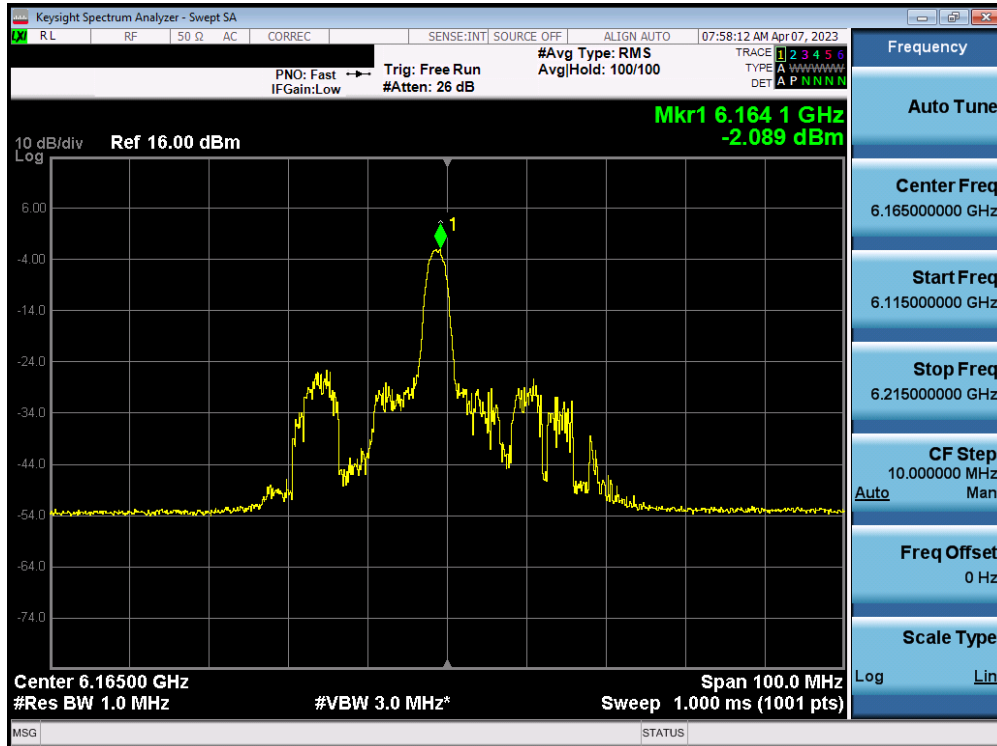 Keysight Spectrum Analyzer - Swept SA
LXI RL RF 50 Ω AC CORREC SENSE:INT SOURCE OFF ALIGN AUTO 07:58:12 AM Apr 07, 2023
PNO: Fast Trig: Free Run #Avg Type: RMS TRACE 1 2 3 4 5 6
IFGain:Low #Atten: 26 dB Avg|Hold: 100/100 TYPE A WWWWW
DET A P N N N N
Mkr1 6.164 1 GHz
-2.089 dBm
10 dB/div Ref 16.00 dBm
Log
6.00
1
-4.00
-14.0
-24.0
-34.0
-44.0
-54.0
-64.0
-74.0
Center 6.16500 GHz Span 100.0 MHz
#Res BW 1.0 MHz #VBW 3.0 MHz* Sweep 1.000 ms (1001 pts)
MSG STATUS
Frequency
Auto Tune
Center Freq
6.165000000 GHz
Start Freq
6.115000000 GHz
Stop Freq
6.215000000 GHz
CF Step
10.000000 MHz
Auto Man
Freq Offset
0 Hz
Scale Type
Log Lin